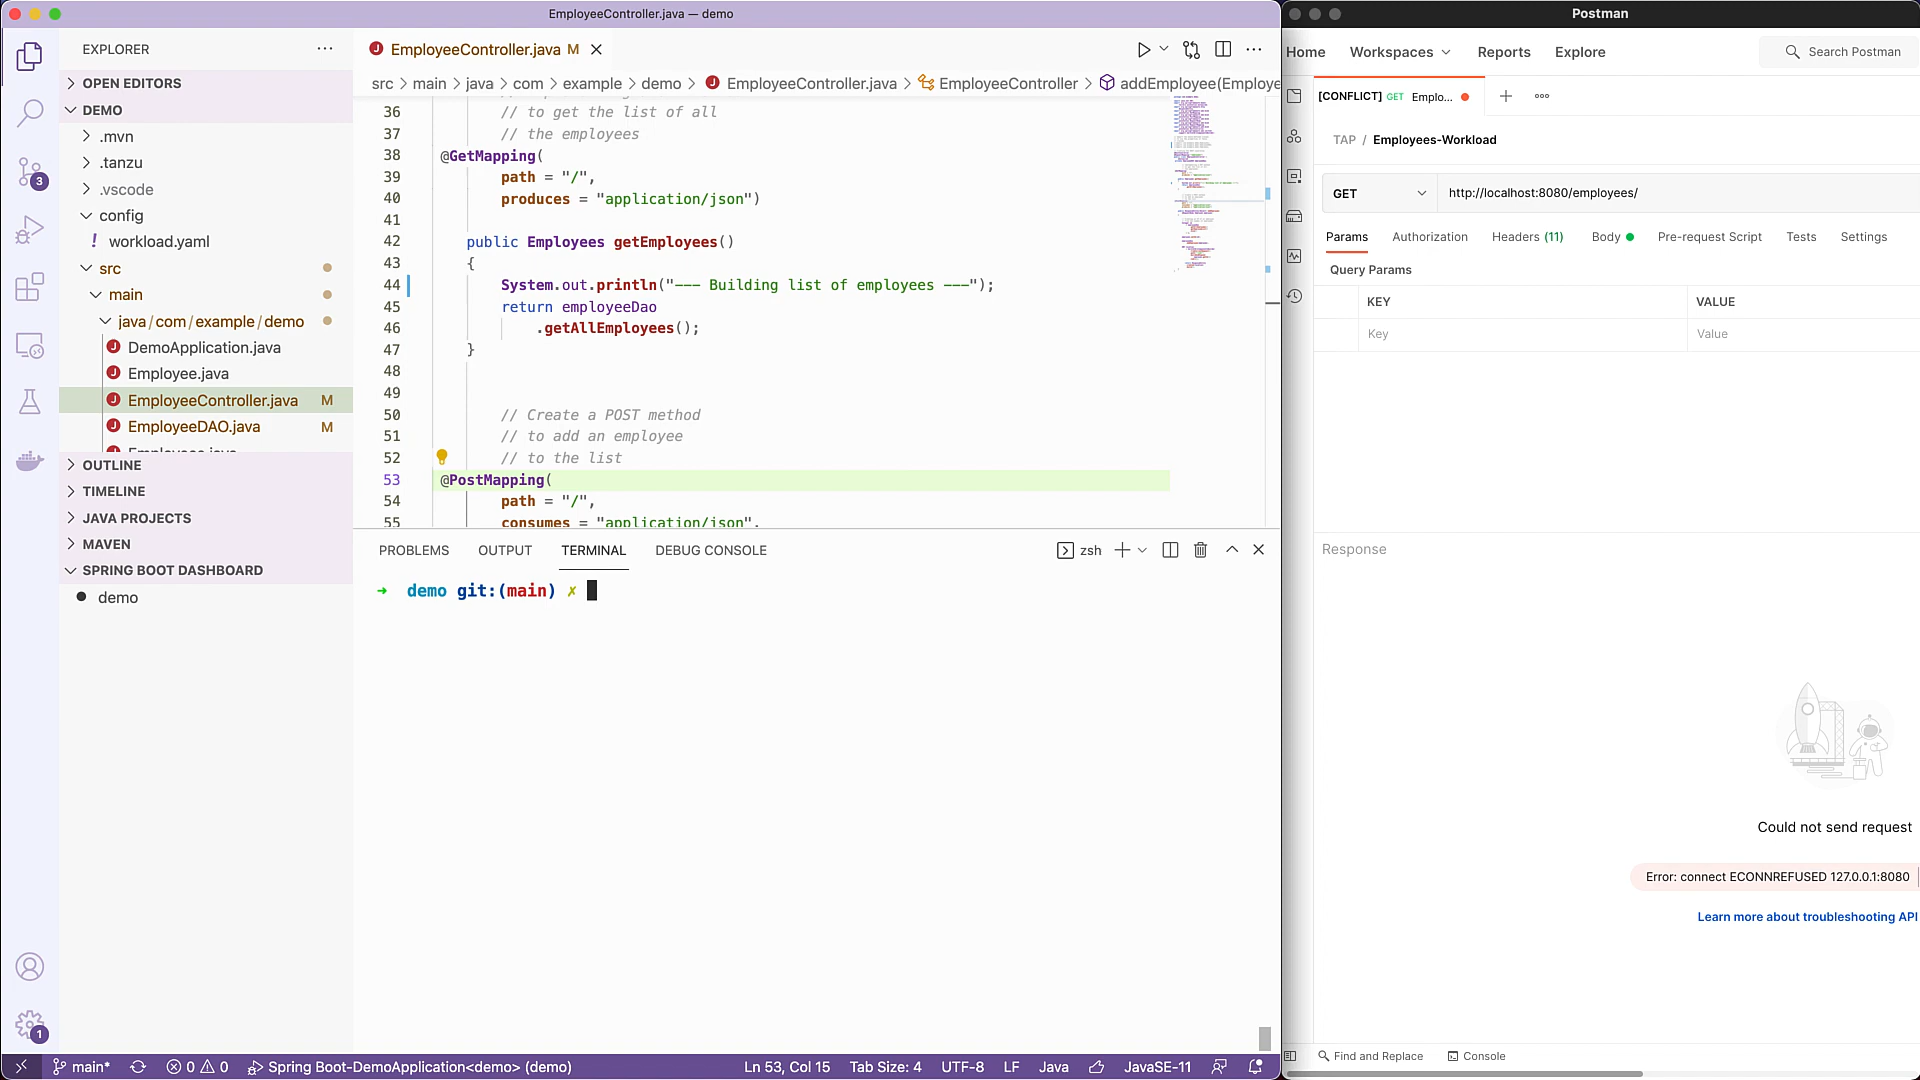 EmployeeController.java — demo
EXPLORER
OPEN EDITORS
DEMO
.mvn
.tanzu
.vscode
config
! workload.yaml
src
main
java/com/example/demo
DemoApplication.java
Employee.java
EmployeeController.java M
EmployeeDAO.java M
OUTLINE
TIMELINE
JAVA PROJECTS
MAVEN
SPRING BOOT DASHBOARD
demo
3
1
EmployeeController.java M
src > main > java > com > example > demo > EmployeeController.java > EmployeeController > addEmployee(Employe
36 // to get the list of all
37 // the employees
38 @GetMapping(
39 path = "/",
40 produces = "application/json")
41
42 public Employees getEmployees()
43 {
44 System.out.println("--- Building list of employees ---");
45 return employeeDao
46 .getAllEmployees();
47 }
48
49
50 // Create a POST method
51 // to add an employee
52 // to the list
53 @PostMapping(
54 path = "/",
55 consumes = "application/json",
PROBLEMS OUTPUT TERMINAL DEBUG CONSOLE
zsh
➜ demo git:(main) ✗
main* 0 0 Spring Boot-DemoApplication<demo> (demo)
Ln 53, Col 15 Tab Size: 4 UTF-8 LF Java JavaSE-11
Postman
Home Workspaces Reports Explore
Search Postman
[CONFLICT] GET Emplo...
TAP / Employees-Workload
GET http://localhost:8080/employees/
Params Authorization Headers (11) Body Pre-request Script Tests Settings
Query Params
KEY VALUE
Key Value
Response
Could not send request
Error: connect ECONNREFUSED 127.0.0.1:8080
Learn more about troubleshooting API
Find and Replace Console